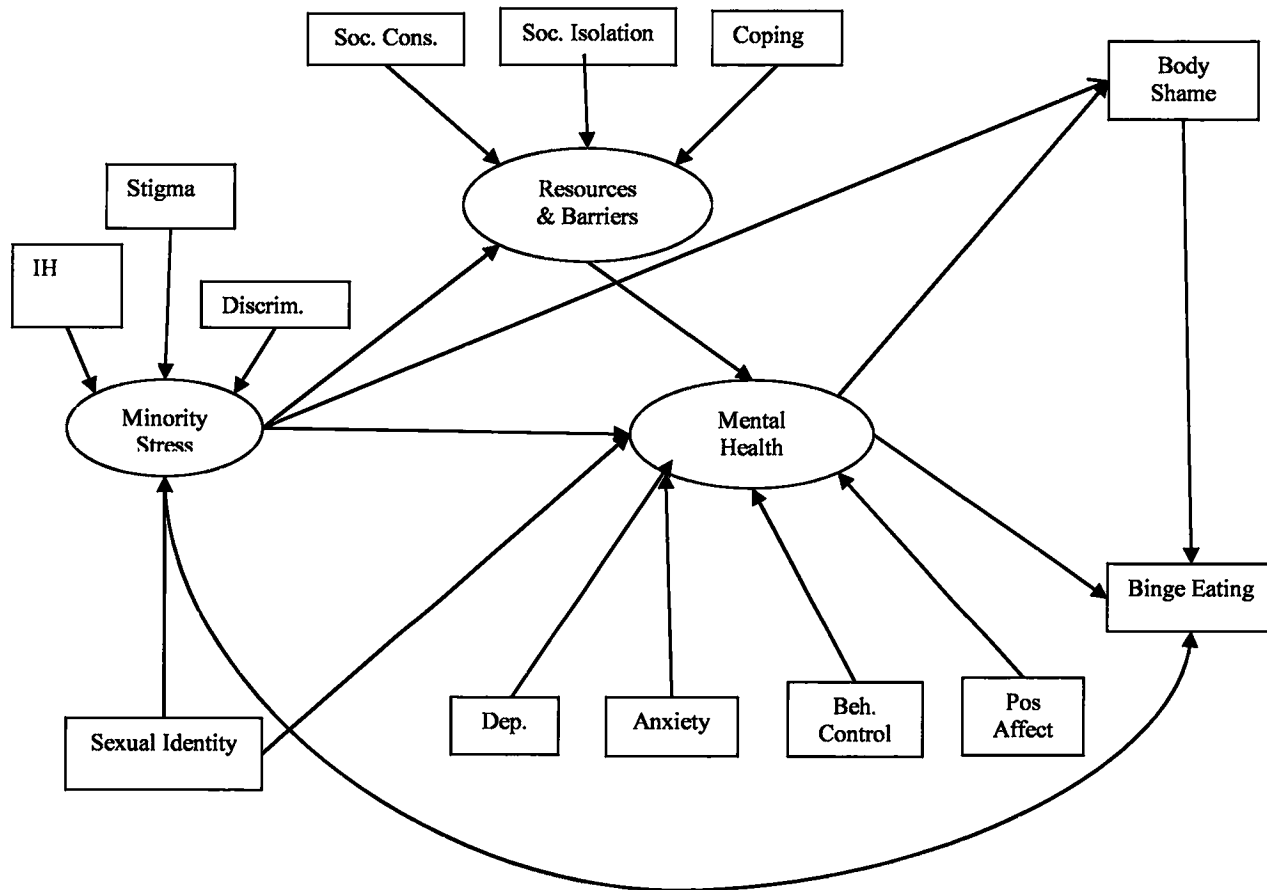 Soc. Cons.
Soc. Isolation
Coping
Body
Shame
Stigma
Resources
& Barriers
IH
Discrim.
Minority
Stress
Mental
Health
Binge Eating
Sexual Identity
Dep.
Anxiety
Beh.
Control
Pos
Affect